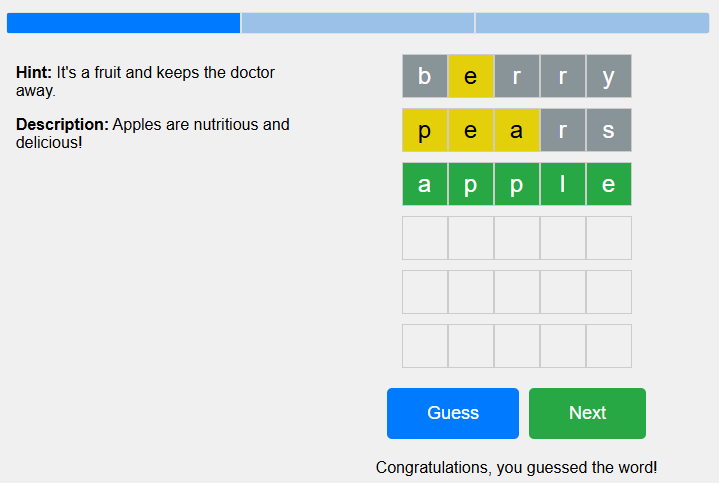 Hint: It's a fruit and keeps the doctor
away.
Description: Apples are nutritious and
delicious!
b e r r y
p e a r s
a p p l e
Guess Next
Congratulations, you guessed the word!